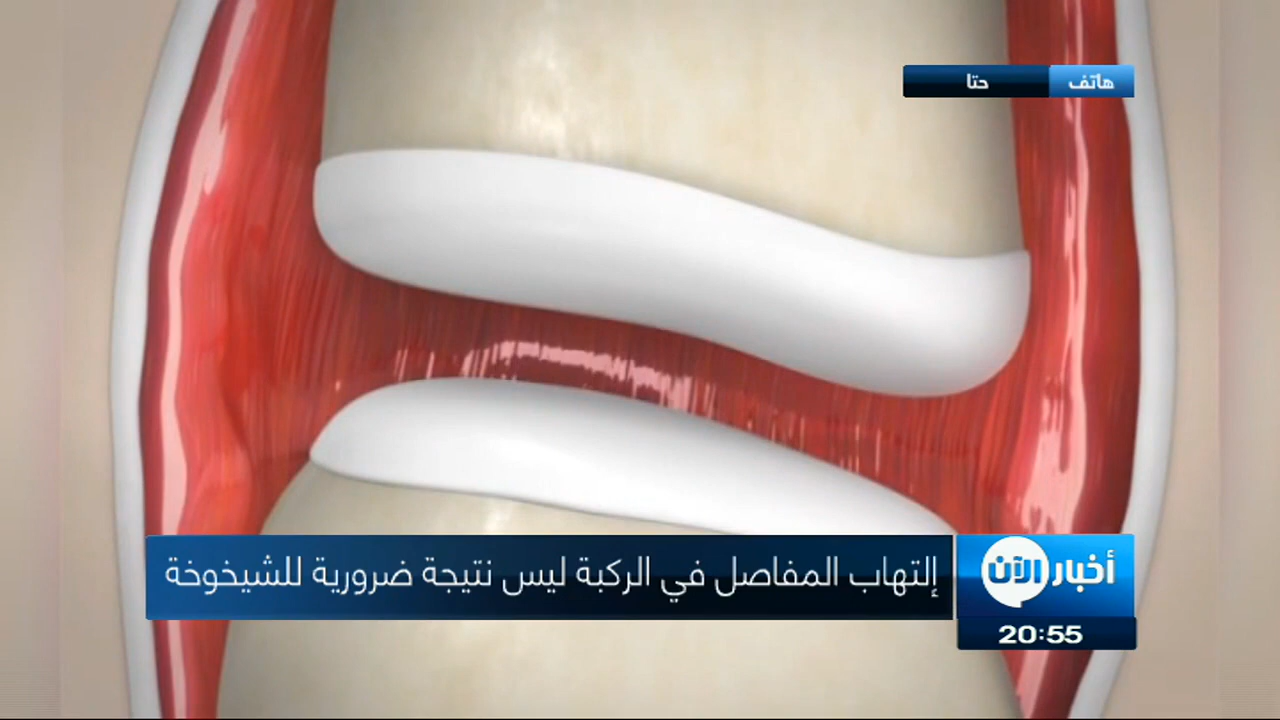 هاتف حتا
إلتهاب المفاصل في الركبة ليس نتيجة ضرورية للشيخوخة
أخبار الآن
20:55